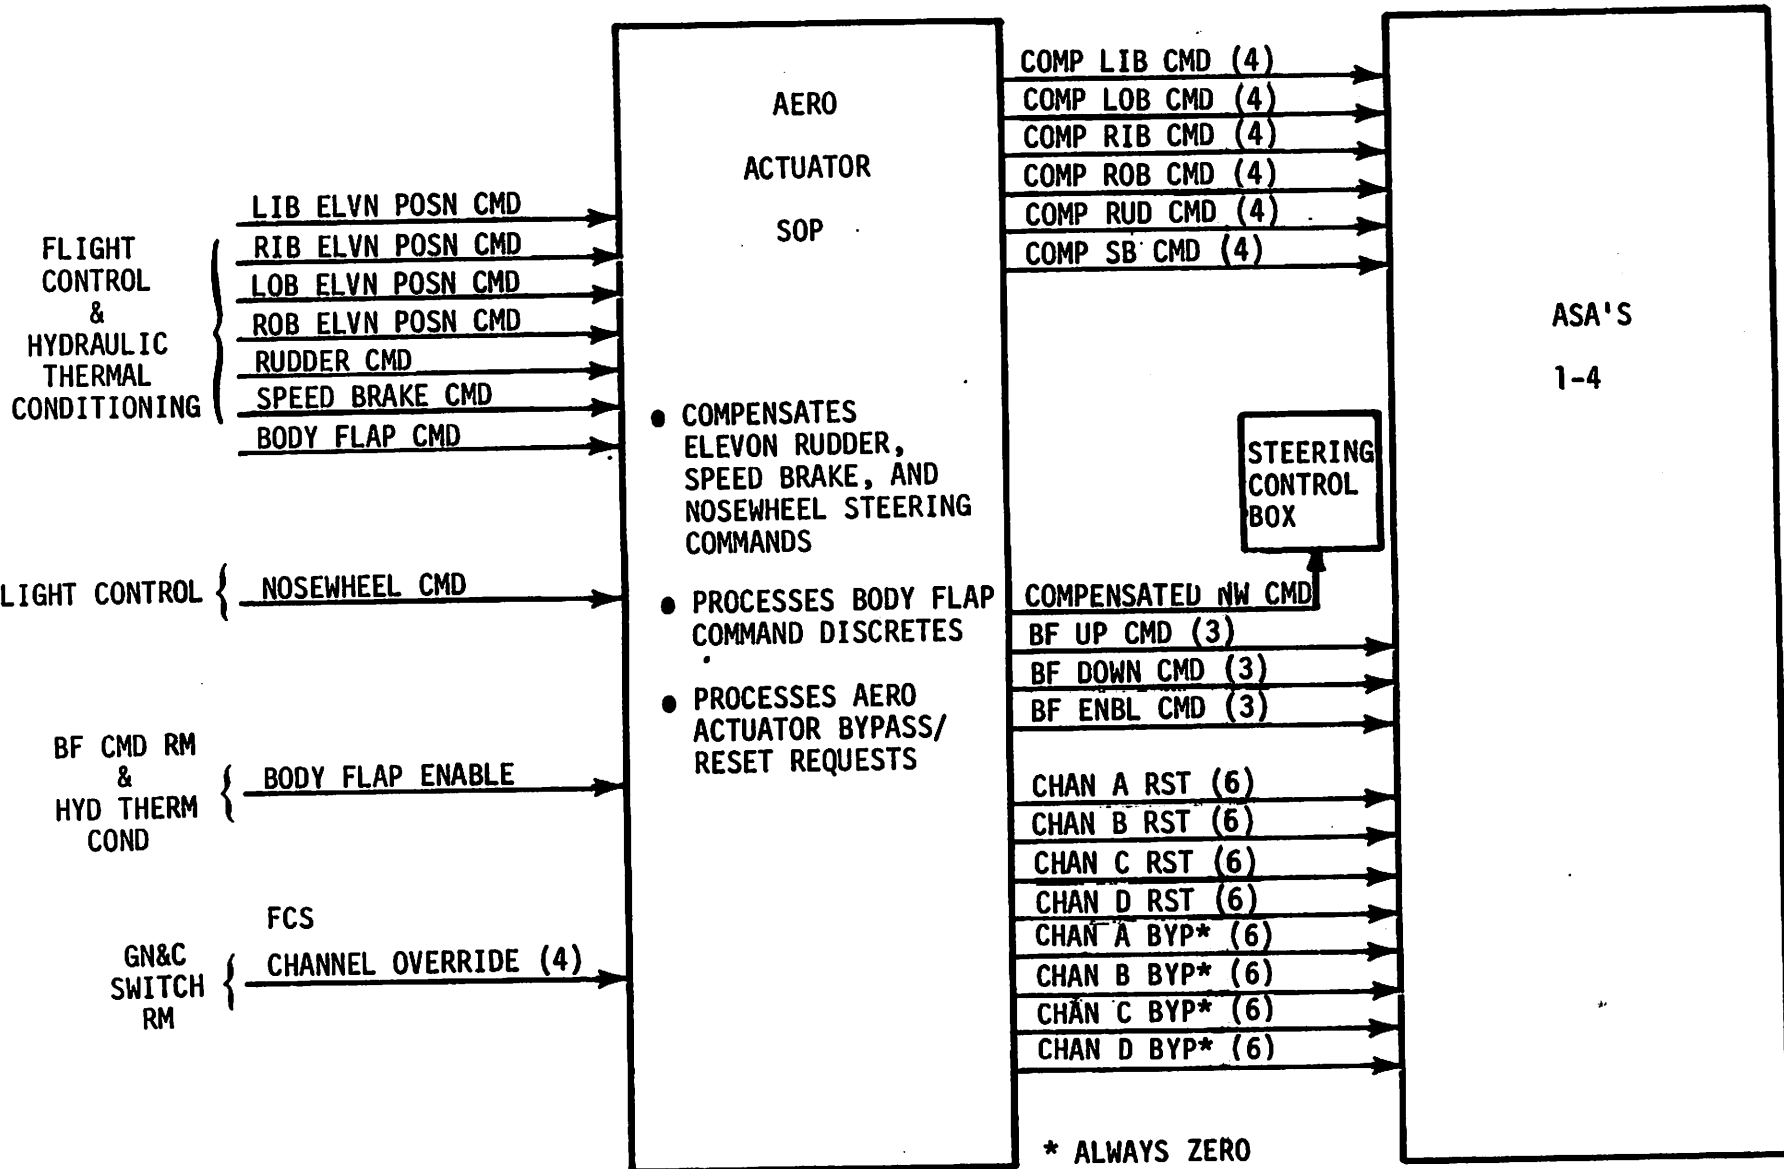 AERO
ACTUATOR
SOP
FLIGHT
CONTROL
&
HYDRAULIC
THERMAL
CONDITIONING
LIB ELVN POSN CMD
RIB ELVN POSN CMD
LOB ELVN POSN CMD
ROB ELVN POSN CMD
RUDDER CMD
SPEED BRAKE CMD
BODY FLAP CMD
LIGHT CONTROL
NOSEWHEEL CMD
BF CMD RM
&
HYD THERM
COND
BODY FLAP ENABLE
GN&C
SWITCH
RM
FCS
CHANNEL OVERRIDE (4)
● COMPENSATES
ELEVON RUDDER,
SPEED BRAKE, AND
NOSEWHEEL STEERING
COMMANDS
● PROCESSES BODY FLAP
COMMAND DISCRETES
● PROCESSES AERO
ACTUATOR BYPASS/
RESET REQUESTS
COMP LIB CMD (4)
COMP LOB CMD (4)
COMP RIB CMD (4)
COMP ROB CMD (4)
COMP RUD CMD (4)
COMP SB CMD (4)
STEERING
CONTROL
BOX
COMPENSATED NW CMD
BF UP CMD (3)
BF DOWN CMD (3)
BF ENBL CMD (3)
CHAN A RST (6)
CHAN B RST (6)
CHAN C RST (6)
CHAN D RST (6)
CHAN A BYP* (6)
CHAN B BYP* (6)
CHAN C BYP* (6)
CHAN D BYP* (6)
* ALWAYS ZERO
ASA'S
1-4